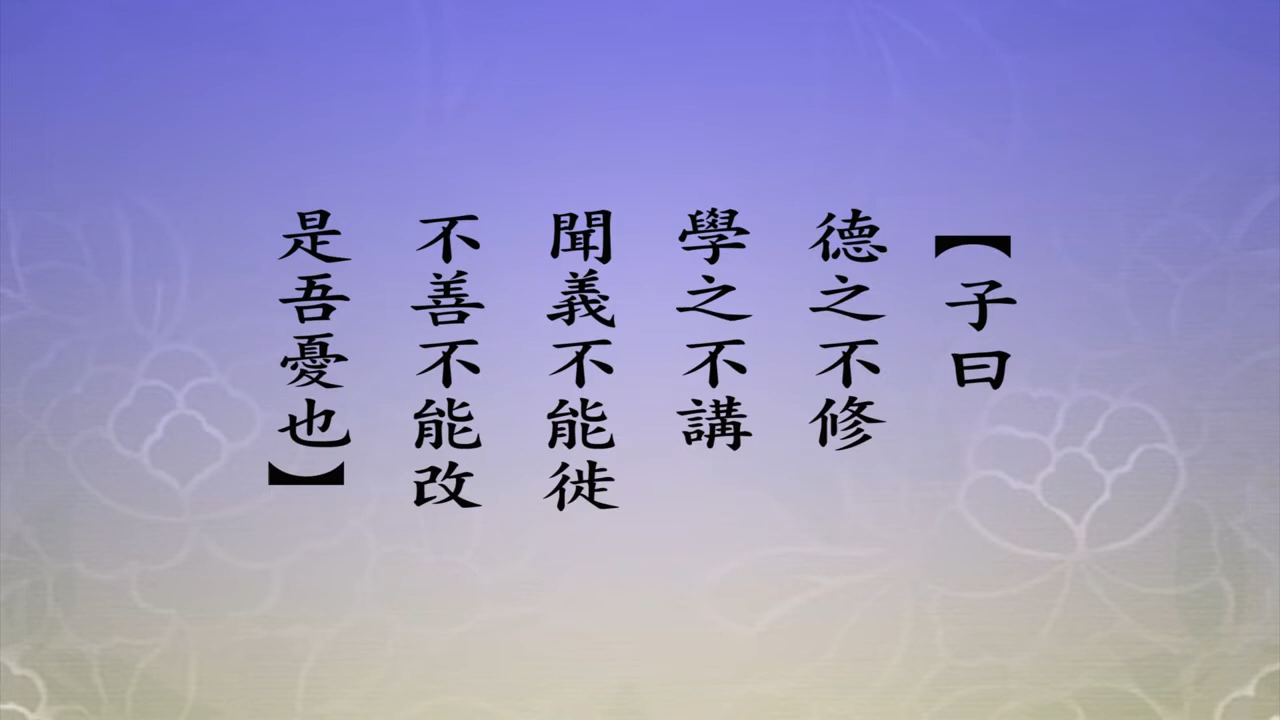 【子曰
德之不修
學之不講
聞義不能徙
不善不能改
是吾憂也】